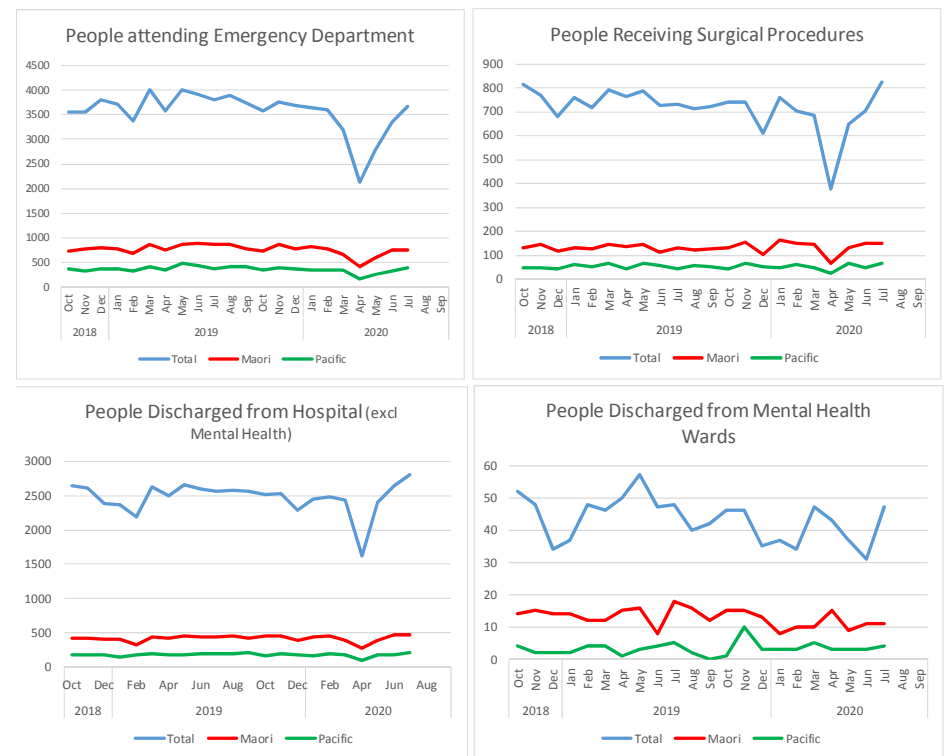 People attending Emergency Department
4500
4000
3500
3000
2500
2000
1500
1000
500
0
Oct Nov Dec Jan Feb Mar Apr May Jun Jul Aug Sep Oct Nov Dec Jan Feb Mar Apr May Jun Jul Aug Sep
2018 2019 2020
Total Maori Pacific
People Receiving Surgical Procedures
900
800
700
600
500
400
300
200
100
0
Oct Nov Dec Jan Feb Mar Apr May Jun Jul Aug Sep Oct Nov Dec Jan Feb Mar Apr May Jun Jul Aug Sep
2018 2019 2020
Total Maori Pacific
People Discharged from Hospital (excl
Mental Health)
3000
2500
2000
1500
1000
500
0
Oct Dec Feb Apr Jun Aug Oct Dec Feb Apr Jun Aug
2018 2019 2020
Total Maori Pacific
People Discharged from Mental Health
Wards
60
50
40
30
20
10
0
Oct Nov Dec Jan Feb Mar Apr May Jun Jul Aug Sep Oct Nov Dec Jan Feb Mar Apr May Jun Jul Aug Sep
2018 2019 2020
Total Maori Pacific